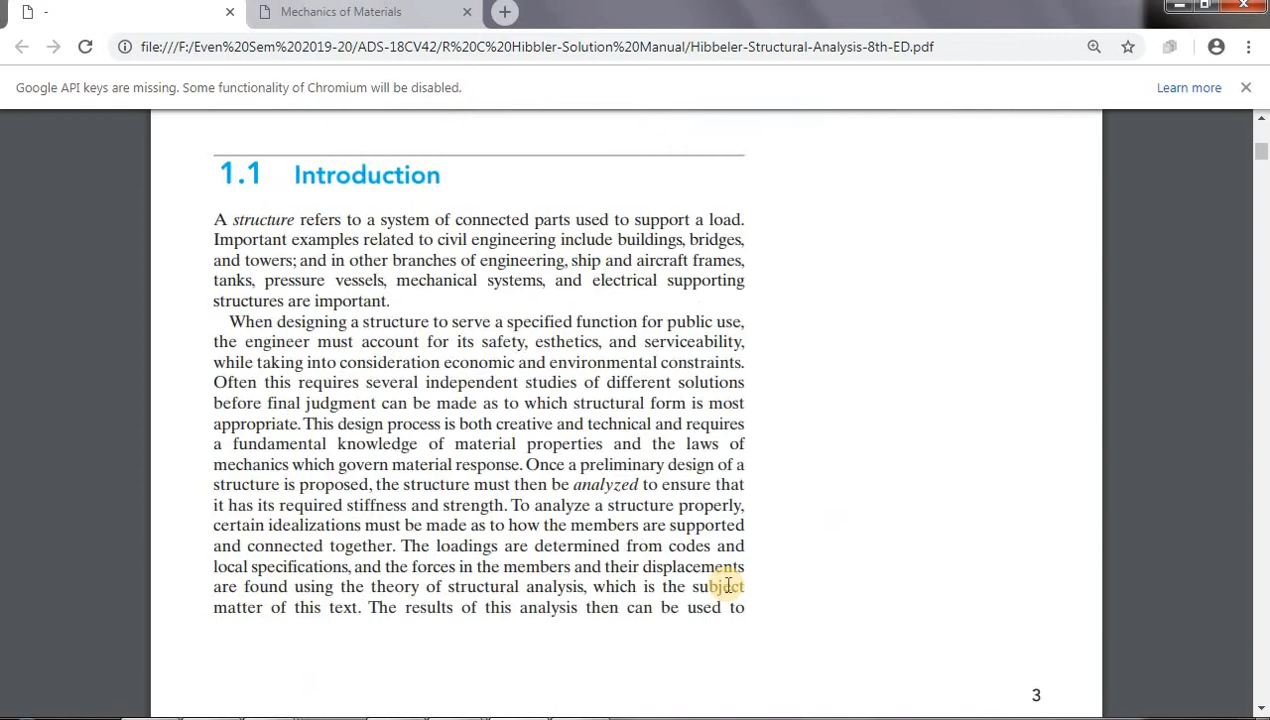 -
Mechanics of Materials
file:///F:/Even%20Sem%202019-20/ADS-18CV42/R%20C%20Hibbler-Solution%20Manual/Hibbeler-Structural-Analysis-8th-ED.pdf
Google API keys are missing. Some functionality of Chromium will be disabled.
Learn more
1.1 Introduction
A structure refers to a system of connected parts used to support a load.
Important examples related to civil engineering include buildings, bridges,
and towers; and in other branches of engineering, ship and aircraft frames,
tanks, pressure vessels, mechanical systems, and electrical supporting
structures are important.
When designing a structure to serve a specified function for public use,
the engineer must account for its safety, esthetics, and serviceability,
while taking into consideration economic and environmental constraints.
Often this requires several independent studies of different solutions
before final judgment can be made as to which structural form is most
appropriate. This design process is both creative and technical and requires
a fundamental knowledge of material properties and the laws of
mechanics which govern material response. Once a preliminary design of a
structure is proposed, the structure must then be analyzed to ensure that
it has its required stiffness and strength. To analyze a structure properly,
certain idealizations must be made as to how the members are supported
and connected together. The loadings are determined from codes and
local specifications, and the forces in the members and their displacements
are found using the theory of structural analysis, which is the subject
matter of this text. The results of this analysis then can be used to
3